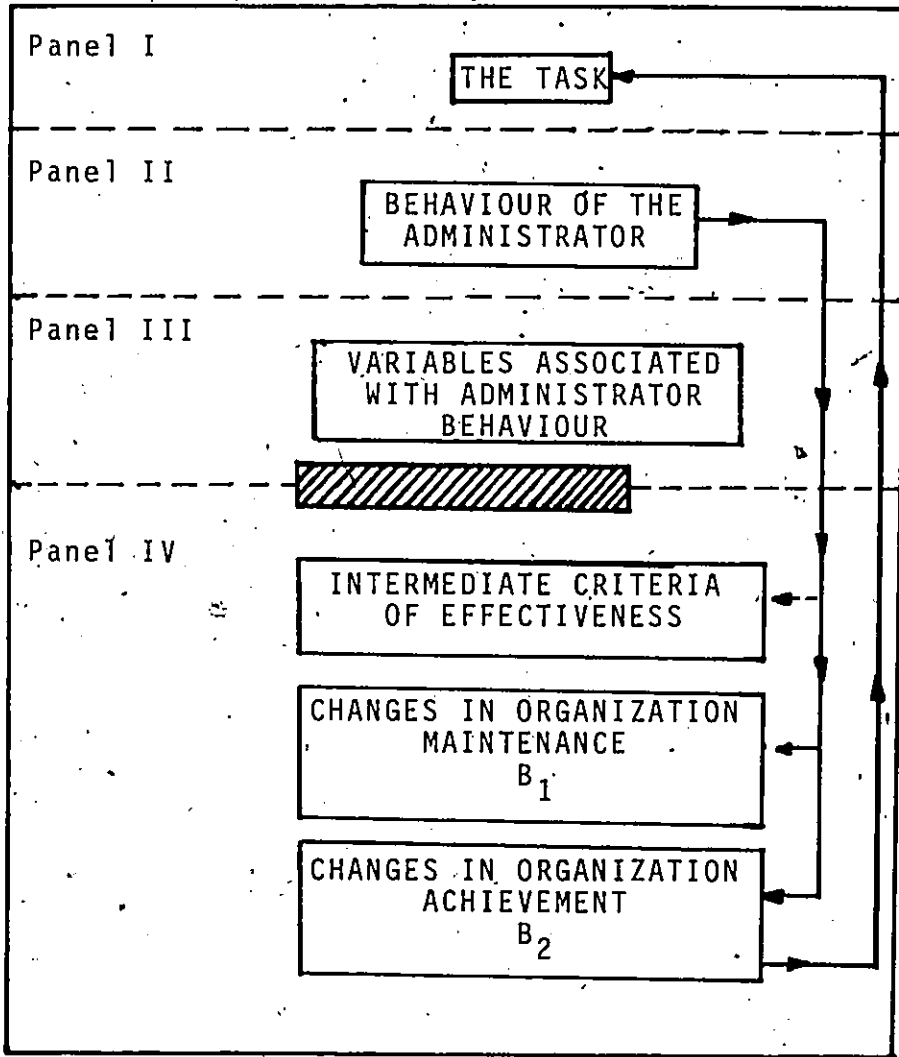 Panel I
THE TASK
Panel II
BEHAVIOUR OF THE
ADMINISTRATOR
Panel III
VARIABLES ASSOCIATED
WITH ADMINISTRATOR
BEHAVIOUR
Panel IV
INTERMEDIATE CRITERIA
OF EFFECTIVENESS
CHANGES IN ORGANIZATION
MAINTENANCE
B1
CHANGES IN ORGANIZATION
ACHIEVEMENT
B2